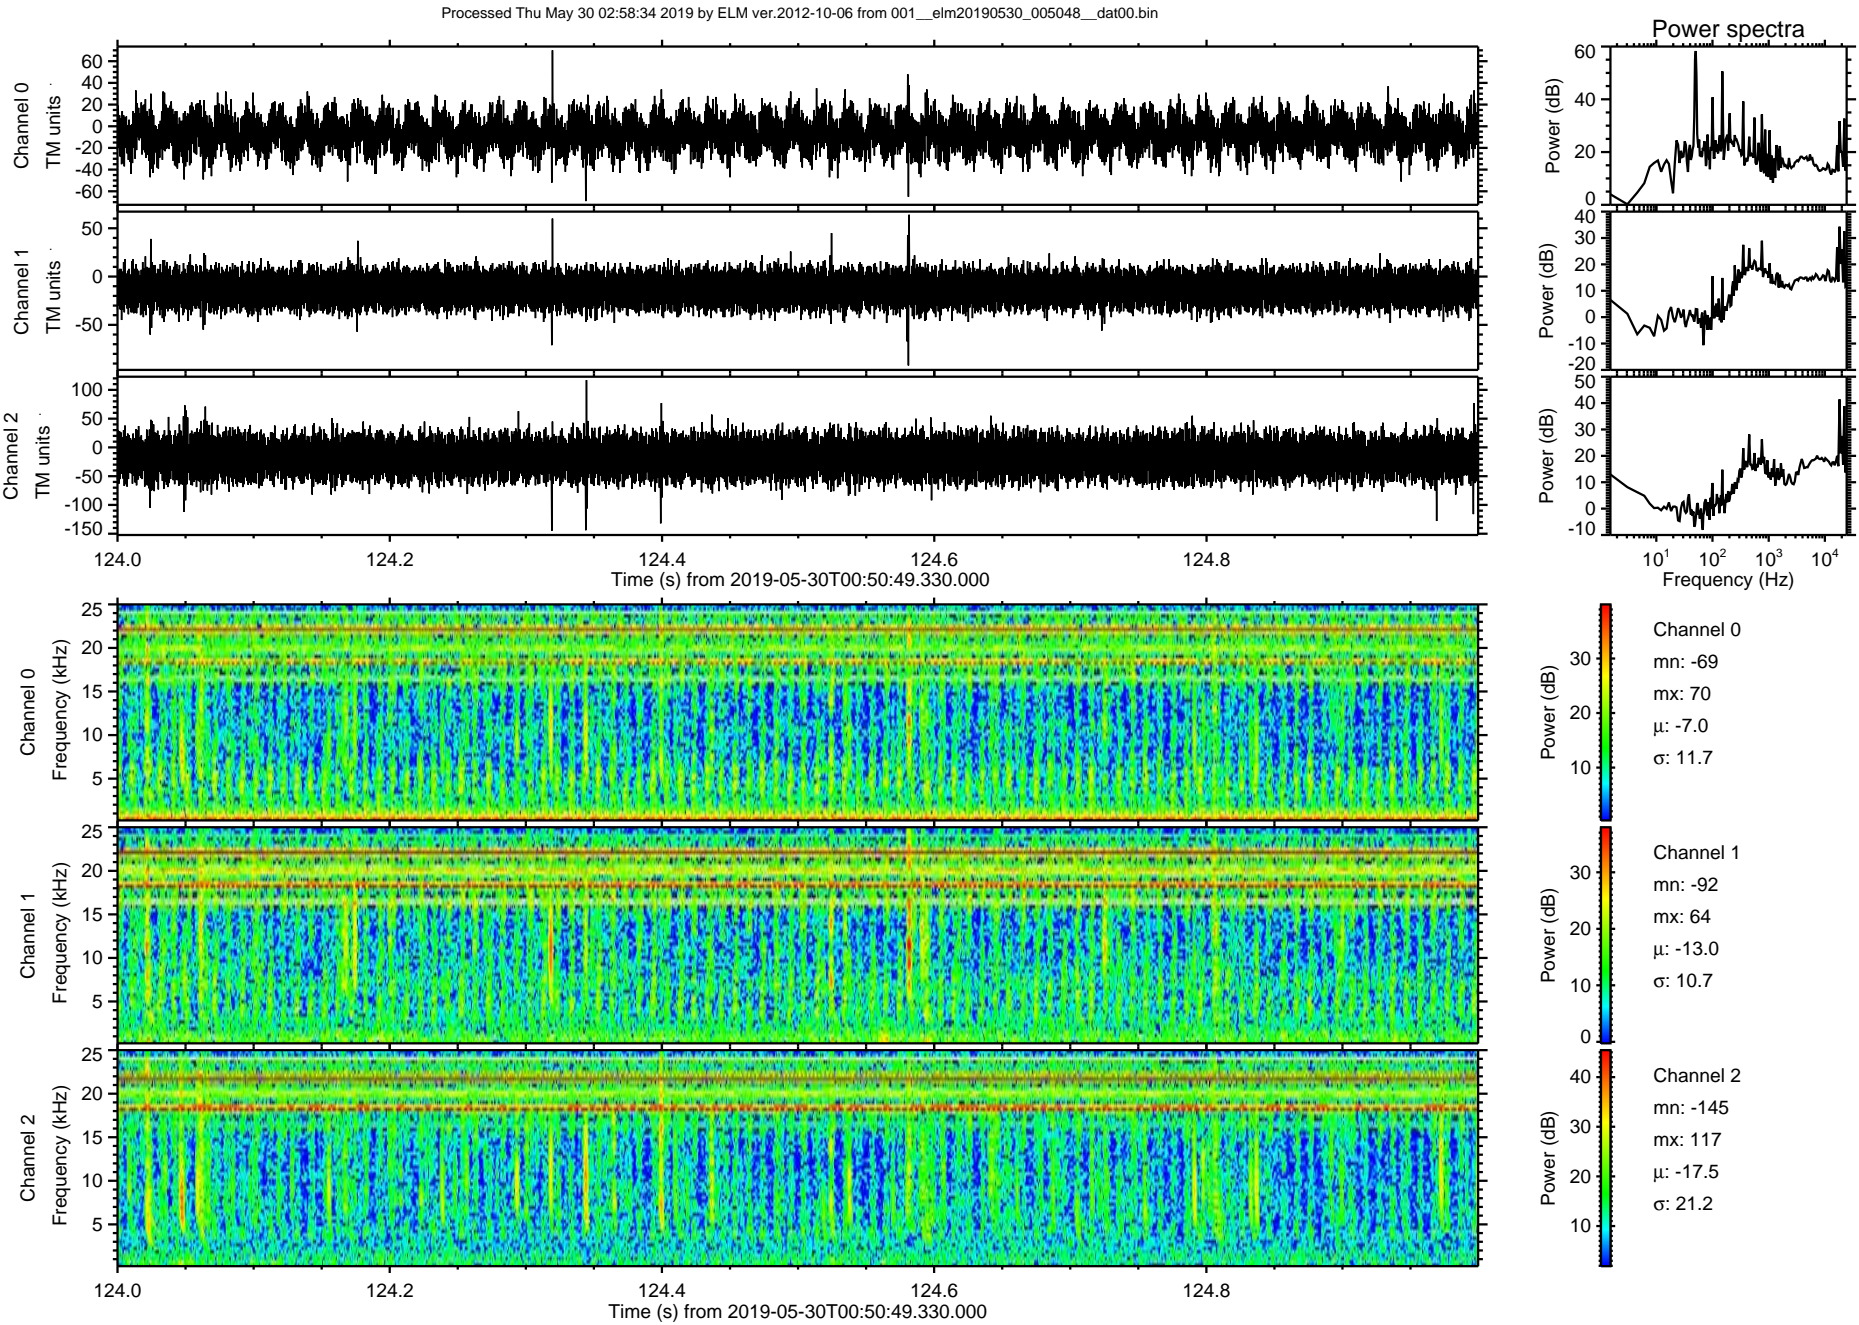 Processed Thu May 30 02:58:34 2019 by ELM ver.2012-10-06 from 001__elm20190530_005048__dat00.bin
Power spectra
Channel 0
TM units
60
40
20
0
-20
-40
-60
Power (dB)
60
40
20
0
Channel 1
TM units
50
0
-50
Power (dB)
40
30
20
10
0
-10
-20
Channel 2
TM units
100
50
0
-50
-100
-150
Power (dB)
50
40
30
20
10
0
-10
124.0 124.2 124.4 124.6 124.8
Time (s) from 2019-05-30T00:50:49.330.000
10¹ 10² 10³ 10⁴
Frequency (Hz)
Channel 0
Frequency (kHz)
25
20
15
10
5
Power (dB)
30
20
10
Channel 0
mn: -69
mx: 70
μ: -7.0
σ: 11.7
Channel 1
Frequency (kHz)
25
20
15
10
5
Power (dB)
30
20
10
0
Channel 1
mn: -92
mx: 64
μ: -13.0
σ: 10.7
Channel 2
Frequency (kHz)
25
20
15
10
5
Power (dB)
40
30
20
10
Channel 2
mn: -145
mx: 117
μ: -17.5
σ: 21.2
124.0 124.2 124.4 124.6 124.8
Time (s) from 2019-05-30T00:50:49.330.000